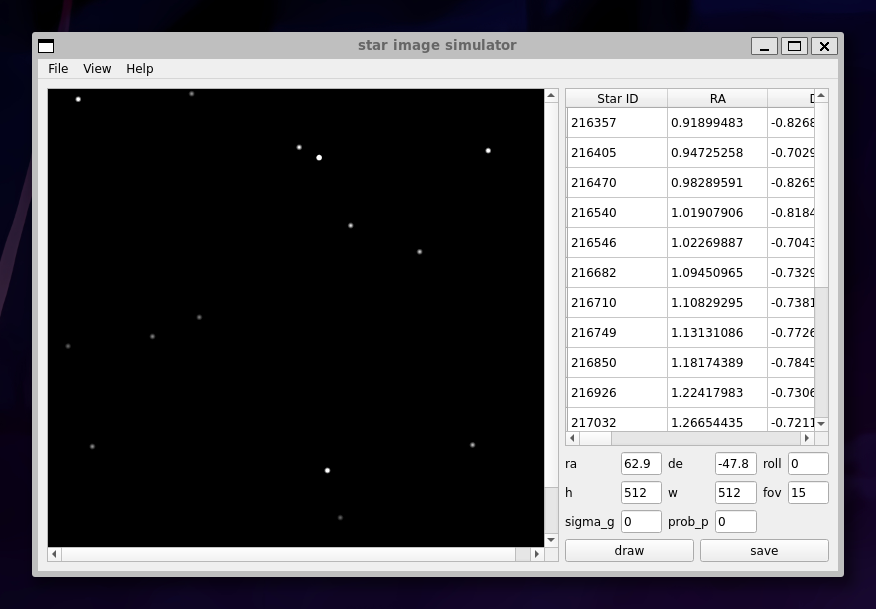 star image simulator
File View Help
Star ID RA
216357 0.91899483 -0.8268
216405 0.94725258 -0.7029
216470 0.98289591 -0.8265
216540 1.01907906 -0.8184
216546 1.02269887 -0.7043
216682 1.09450965 -0.7329
216710 1.10829295 -0.7381
216749 1.13131086 -0.7726
216850 1.18174389 -0.7845
216926 1.22417983 -0.7306
217032 1.26654435 -0.7211
ra 62.9 de -47.8 roll 0
h 512 w 512 fov 15
sigma_g 0 prob_p 0
draw save